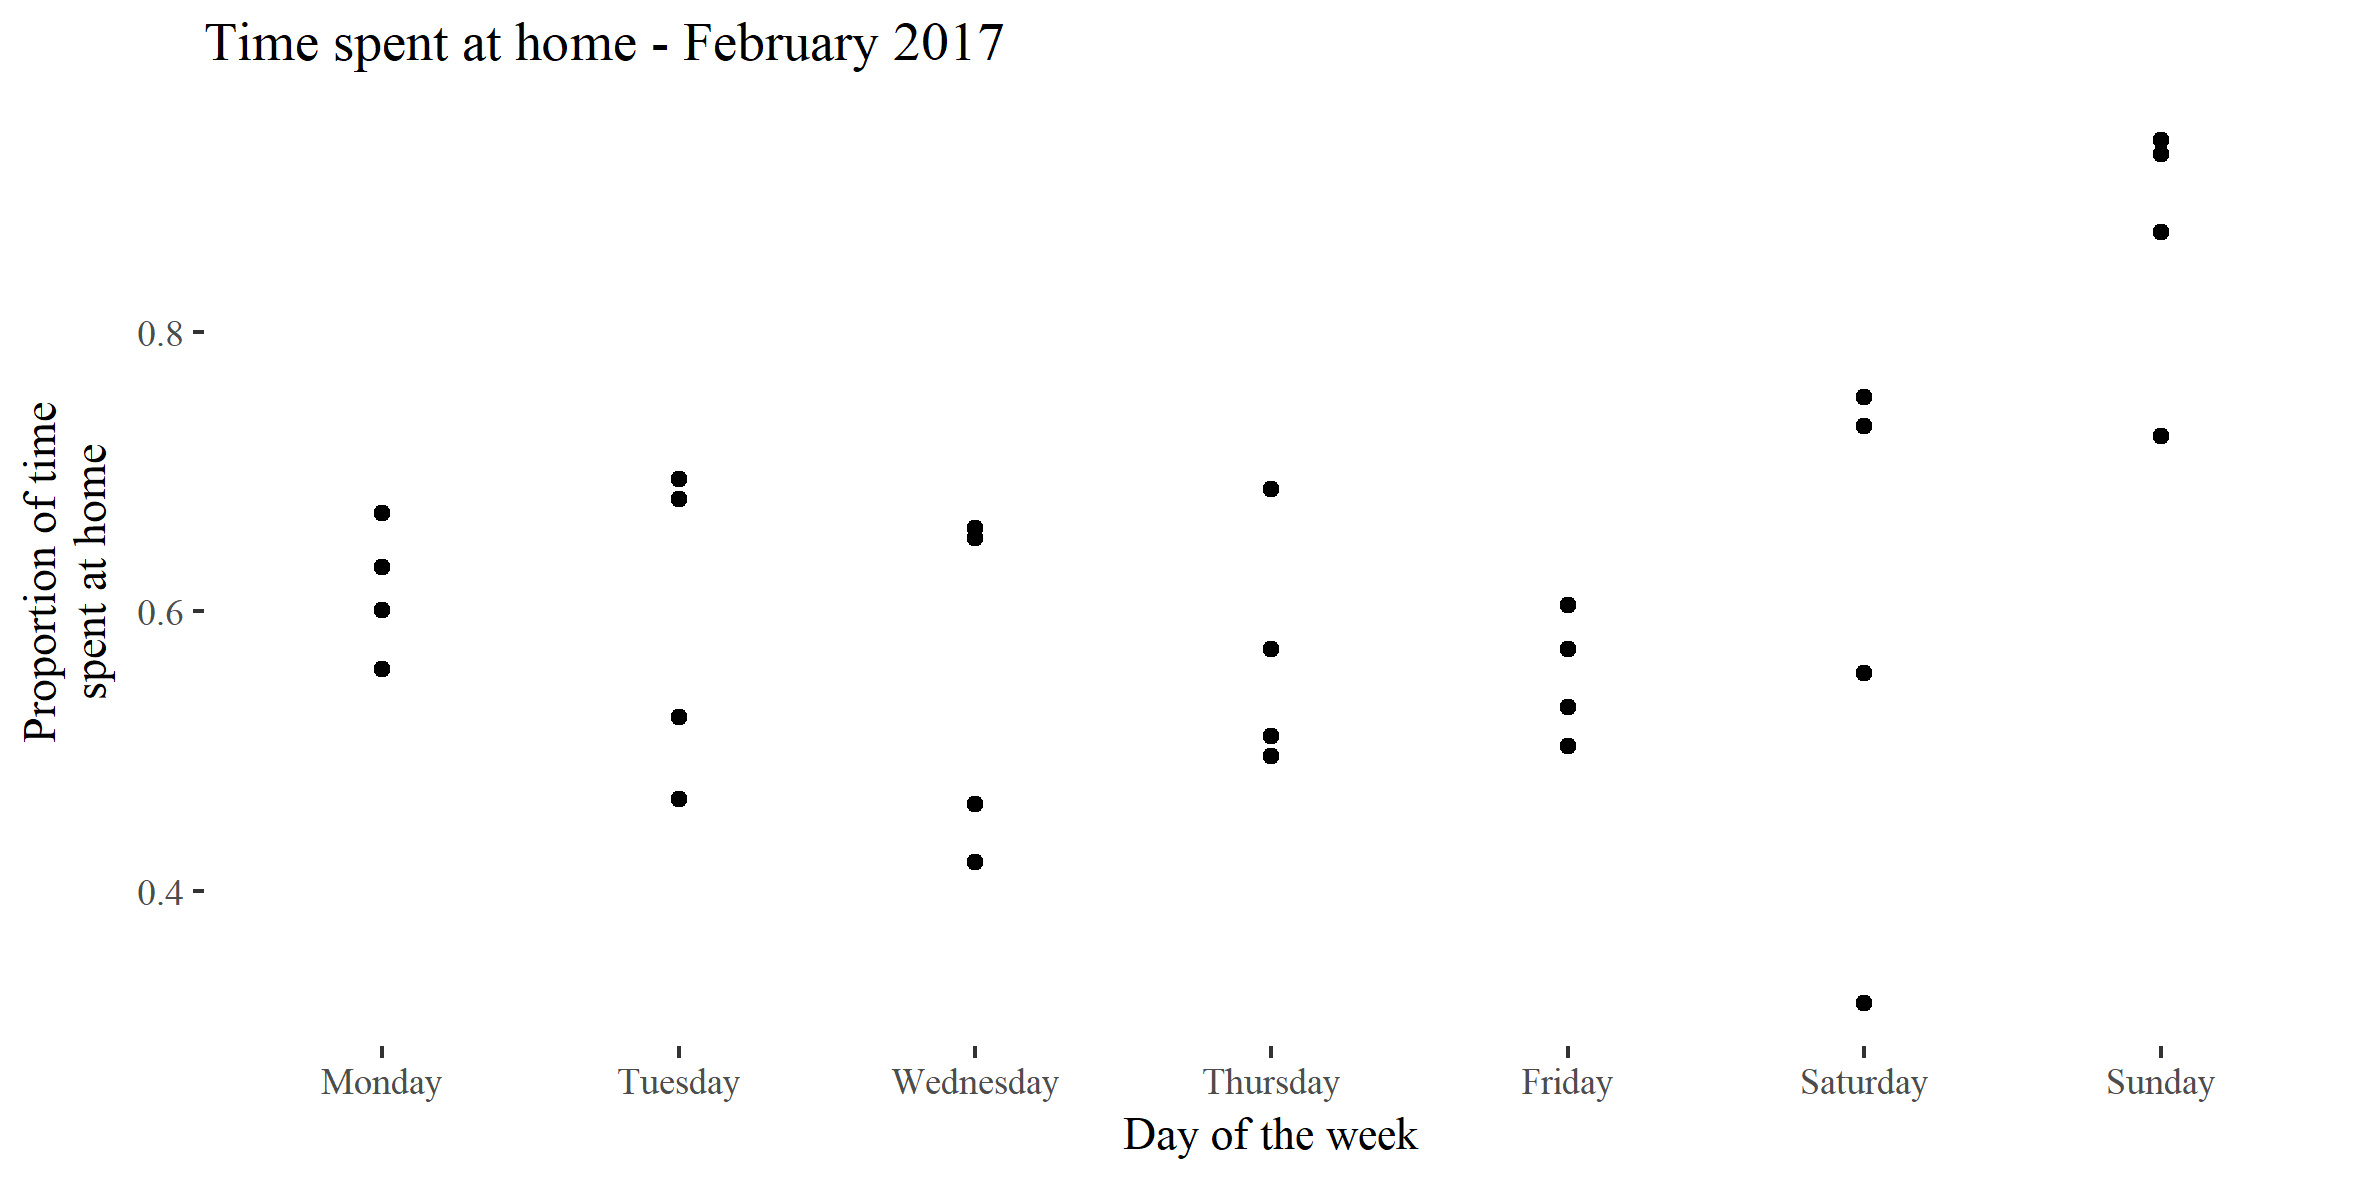 Time spent at home - February 2017
Proportion of time
spent at home
0.8
0.6
0.4
Monday
Tuesday
Wednesday
Thursday
Friday
Saturday
Sunday
Day of the week